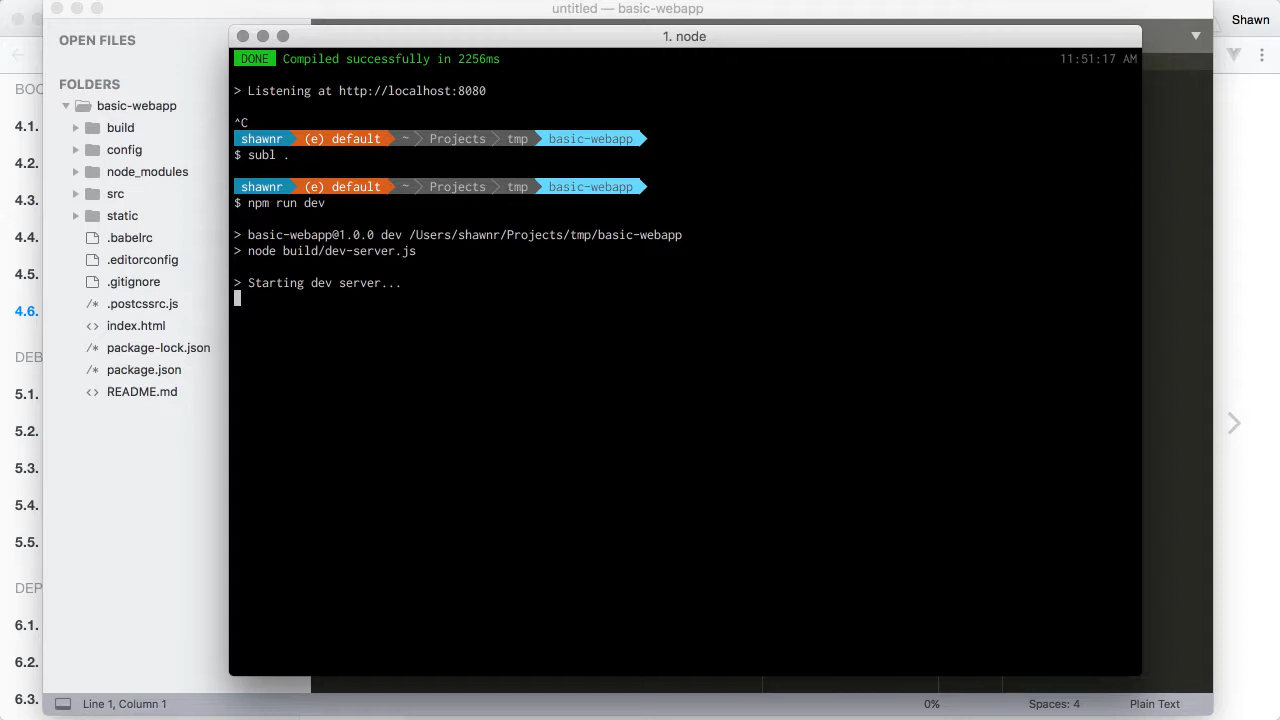 untitled — basic-webapp
Shawn
OPEN FILES
FOLDERS
basic-webapp
build
config
node_modules
src
static
.babelrc
.editorconfig
.gitignore
/* .postcssrc.js
<> index.html
/* package-lock.json
/* package.json
<> README.md
BOO
4.1.
4.2.
4.3.
4.4.
4.5.
4.6.
DEB
5.1.
5.2.
5.3.
5.4.
5.5.
DEP
6.1.
6.2.
6.3.
1. node
DONE Compiled successfully in 2256ms 11:51:17 AM
> Listening at http://localhost:8080
^C
shawnr (e) default ~ Projects tmp basic-webapp
$ subl .
shawnr (e) default ~ Projects tmp basic-webapp
$ npm run dev
> basic-webapp@1.0.0 dev /Users/shawnr/Projects/tmp/basic-webapp
> node build/dev-server.js
> Starting dev server...
Line 1, Column 1 0% Spaces: 4 Plain Text